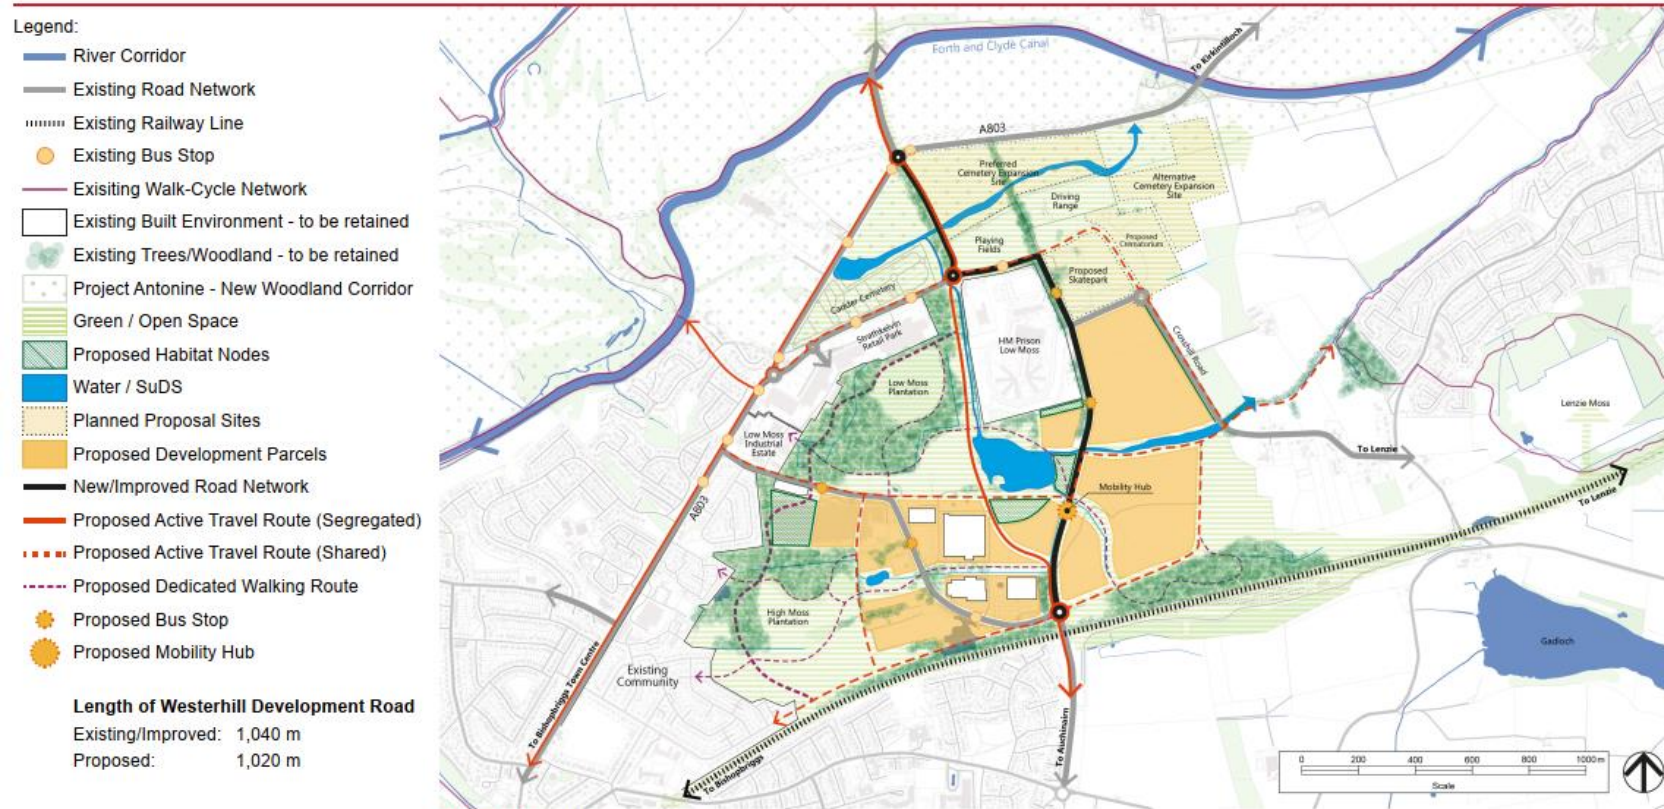 Legend:
River Corridor
Existing Road Network
Existing Railway Line
Existing Bus Stop
Exisiting Walk-Cycle Network
Existing Built Environment - to be retained
Existing Trees/Woodland - to be retained
Project Antonine - New Woodland Corridor
Green / Open Space
Proposed Habitat Nodes
Water / SuDS
Planned Proposal Sites
Proposed Development Parcels
New/Improved Road Network
Proposed Active Travel Route (Segregated)
Proposed Active Travel Route (Shared)
Proposed Dedicated Walking Route
Proposed Bus Stop
Proposed Mobility Hub
Length of Westerhill Development Road
Existing/Improved: 1,040 m
Proposed: 1,020 m
Forth and Clyde Canal
To Kirkintilloch
A803
Preferred
Cemetery Expansion
Site
Alternative
Cemetery Expansion
Site
Driving
Range
Playing
Fields
Proposed
Crematorium
Proposed
Skatepark
Cadder Cemetery
Strathkelvin
Retail Park
HM Prison
Low Moss
Crosshill Road
Low Moss
Plantation
Lenzie Moss
Low Moss
Industrial
Estate
To Lenzie
Mobility Hub
To Lenzie
A803
High Moss
Plantation
Existing
Community
Gadloch
To Bishopbriggs Town Centre
To Auchinairn
To Bishopbriggs
0 200 400 600 800 1000m
Scale